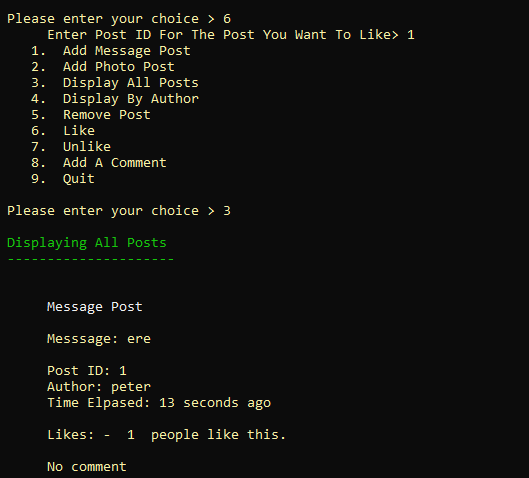 Please enter your choice > 6
Enter Post ID For The Post You Want To Like> 1
1.  Add Message Post
2.  Add Photo Post
3.  Display All Posts
4.  Display By Author
5.  Remove Post
6.  Like
7.  Unlike
8.  Add A Comment
9.  Quit
Please enter your choice > 3
Displaying All Posts
---------------------
Message Post
Messsage: ere
Post ID: 1
Author: peter
Time Elpased: 13 seconds ago
Likes: -  1  people like this.
No comment